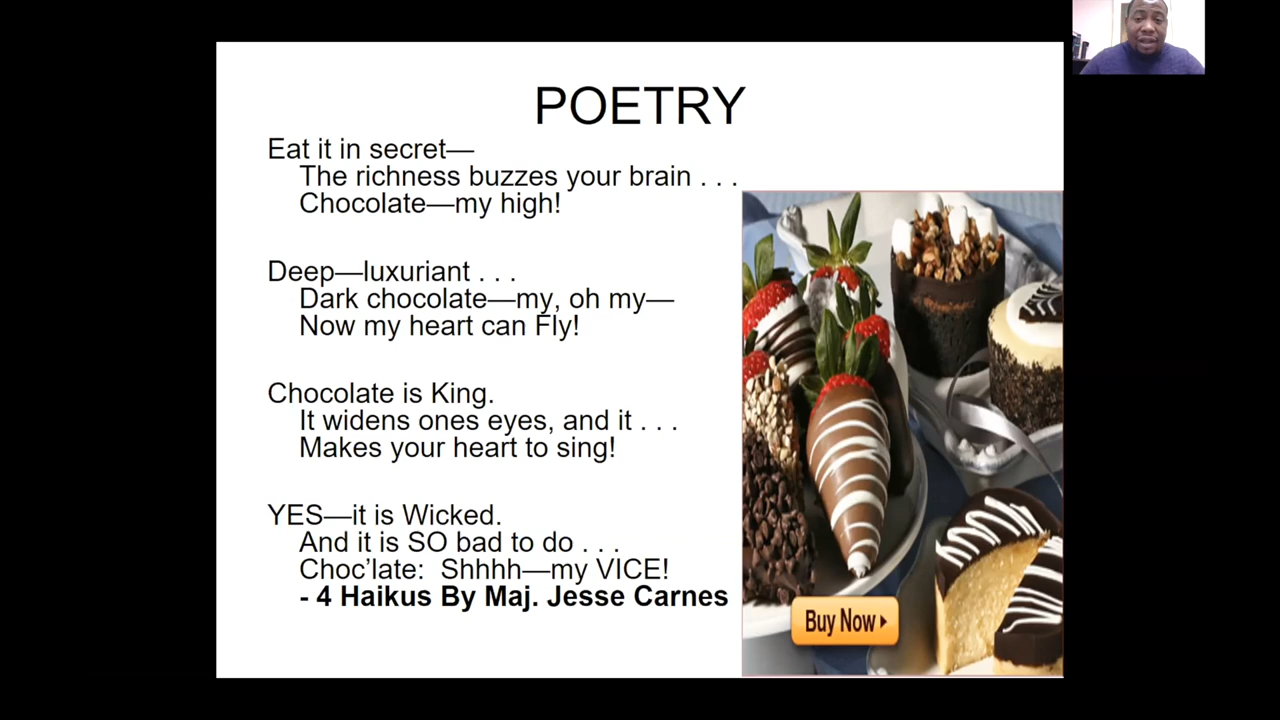 POETRY
Eat it in secret—
The richness buzzes your brain . . .
Chocolate—my high!
Deep—luxuriant . . .
Dark chocolate—my, oh my—
Now my heart can Fly!
Chocolate is King.
It widens ones eyes, and it . . .
Makes your heart to sing!
YES—it is Wicked.
And it is SO bad to do . . .
Choc’late:  Shhhh—my VICE!
- 4 Haikus By Maj. Jesse Carnes
Buy Now